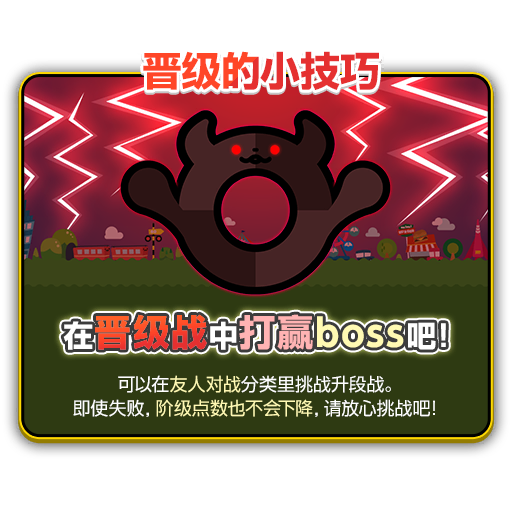 晋级的小技巧
在晋级战中打赢boss吧!
可以在友人对战分类里挑战升段战。
即使失败, 阶级点数也不会下降, 请放心挑战吧!